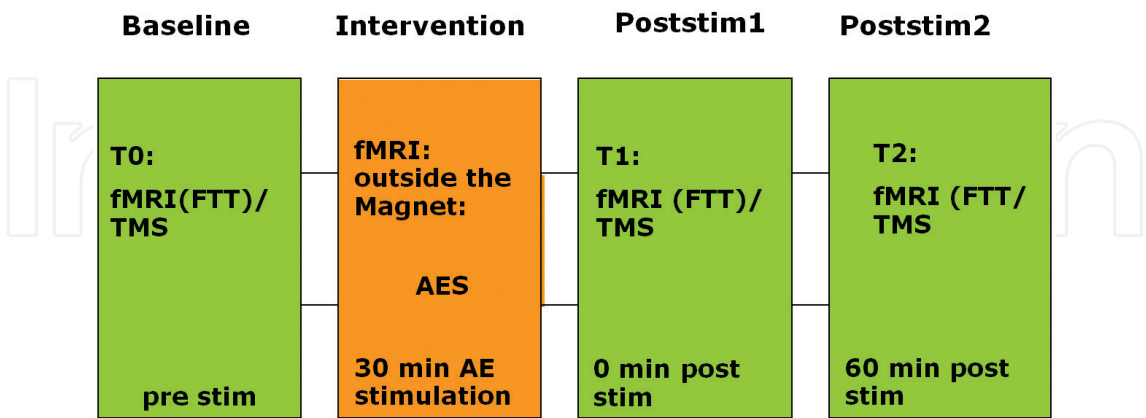 Baseline
Intervention
Poststim1
Poststim2
T0:
fMRI(FTT)/
TMS
pre stim
fMRI:
outside the
Magnet:
AES
30 min AE
stimulation
T1:
fMRI (FTT)/
TMS
0 min post
stim
T2:
fMRI (FTT/
TMS
60 min post
stim